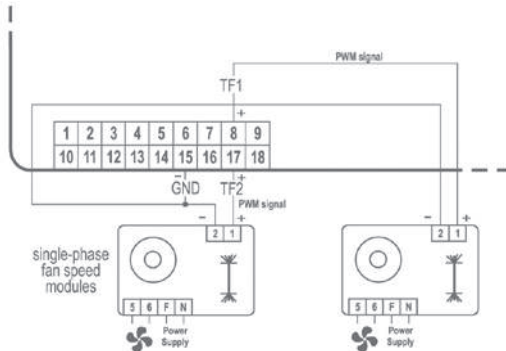 PWM signal
TF1
+
1 2 3 4 5 6 7 8 9
10 11 12 13 14 15 16 17 18
− +
GND TF2
PWM signal
− + − +
2 1 2 1
single-phase
fan speed
modules
5 6 F N 5 6 F N
Power
Supply
Power
Supply